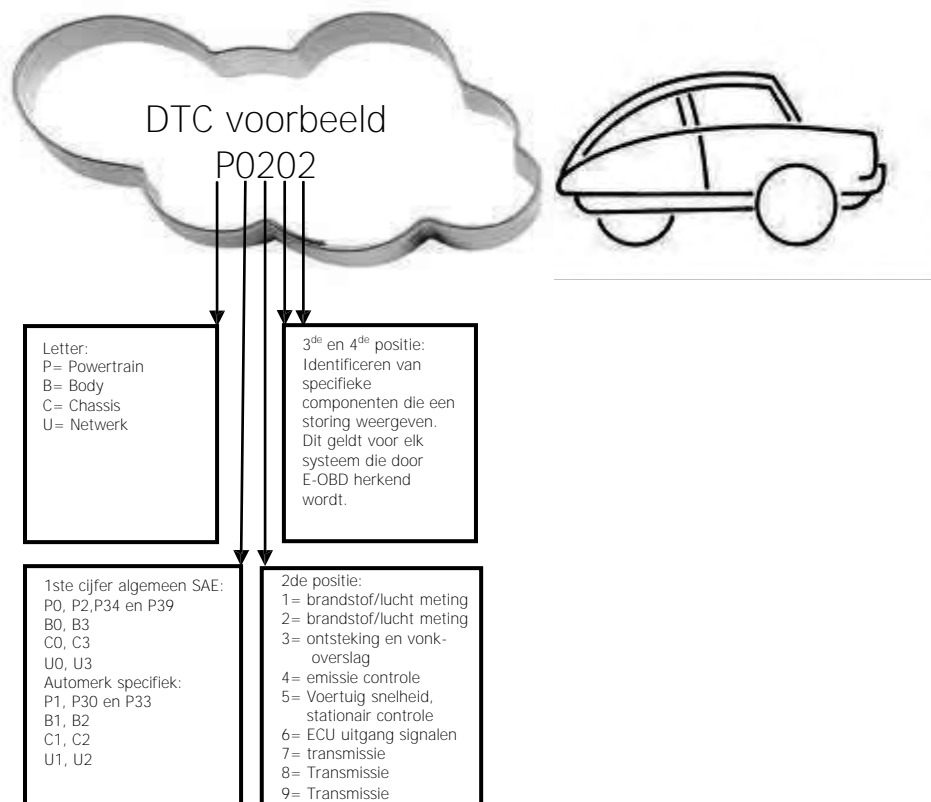 DTC voorbeeld
P0202
Letter:
P= Powertrain
B= Body
C= Chassis
U= Netwerk
3de en 4de positie:
Identificeren van
specifieke
componenten die een
storing weergeven.
Dit geldt voor elk
systeem die door
E-OBD herkend
wordt.
1ste cijfer algemeen SAE:
P0, P2,P34 en P39
B0, B3
C0, C3
U0, U3
Automerk specifiek:
P1, P30 en P33
B1, B2
C1, C2
U1, U2
2de positie:
1= brandstof/lucht meting
2= brandstof/lucht meting
3= ontsteking en vonk-
overslag
4= emissie controle
5= Voertuig snelheid,
stationair controle
6= ECU uitgang signalen
7= transmissie
8= Transmissie
9= Transmissie